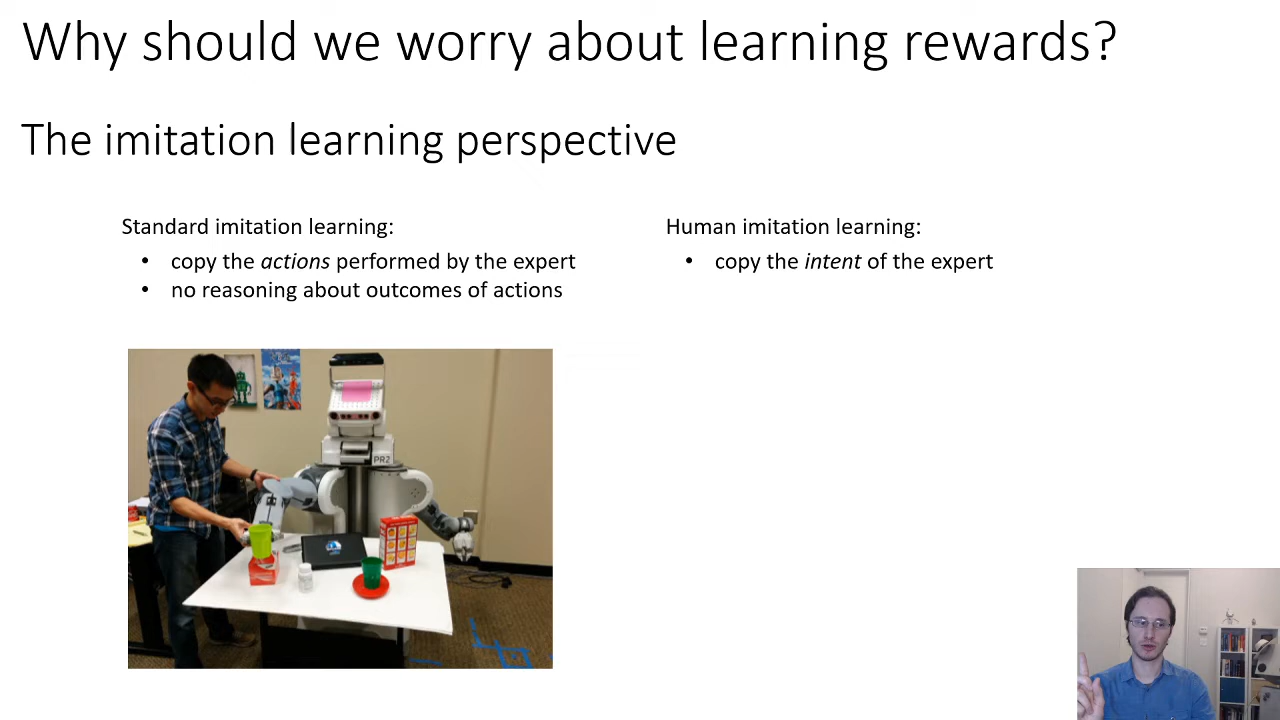 Why should we worry about learning rewards?
The imitation learning perspective
Standard imitation learning:
• copy the actions performed by the expert
• no reasoning about outcomes of actions
Human imitation learning:
• copy the intent of the expert
PR2